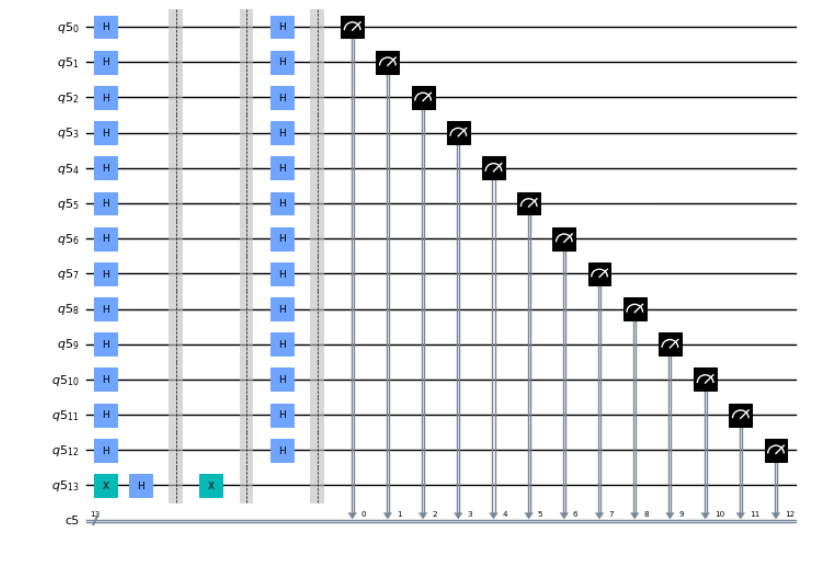 q5₀ H H
q5₁ H H
q5₂ H H
q5₃ H H
q5₄ H H
q5₅ H H
q5₆ H H
q5₇ H H
q5₈ H H
q5₉ H H
q5₁₀ H H
q5₁₁ H H
q5₁₂ H H
q5₁₃ X H X
c5 13 0 1 2 3 4 5 6 7 8 9 10 11 12